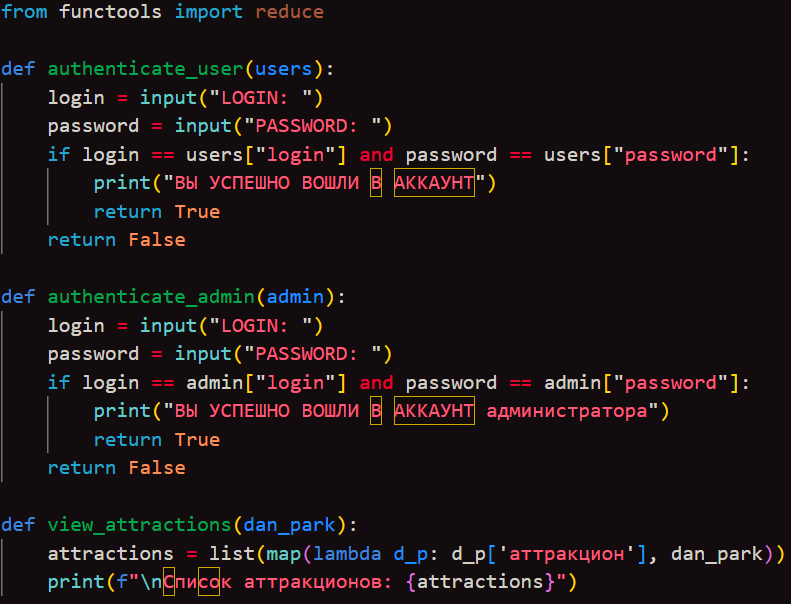 from functools import reduce
def authenticate_user(users):
    login = input("LOGIN: ")
    password = input("PASSWORD: ")
    if login == users["login"] and password == users["password"]:
        print("ВЫ УСПЕШНО ВОШЛИ В АККАУНТ")
        return True
    return False
def authenticate_admin(admin):
    login = input("LOGIN: ")
    password = input("PASSWORD: ")
    if login == admin["login"] and password == admin["password"]:
        print("ВЫ УСПЕШНО ВОШЛИ В АККАУНТ администратора")
        return True
    return False
def view_attractions(dan_park):
    attractions = list(map(lambda d_p: d_p['аттракцион'], dan_park))
    print(f"\nСписок аттракционов: {attractions}")